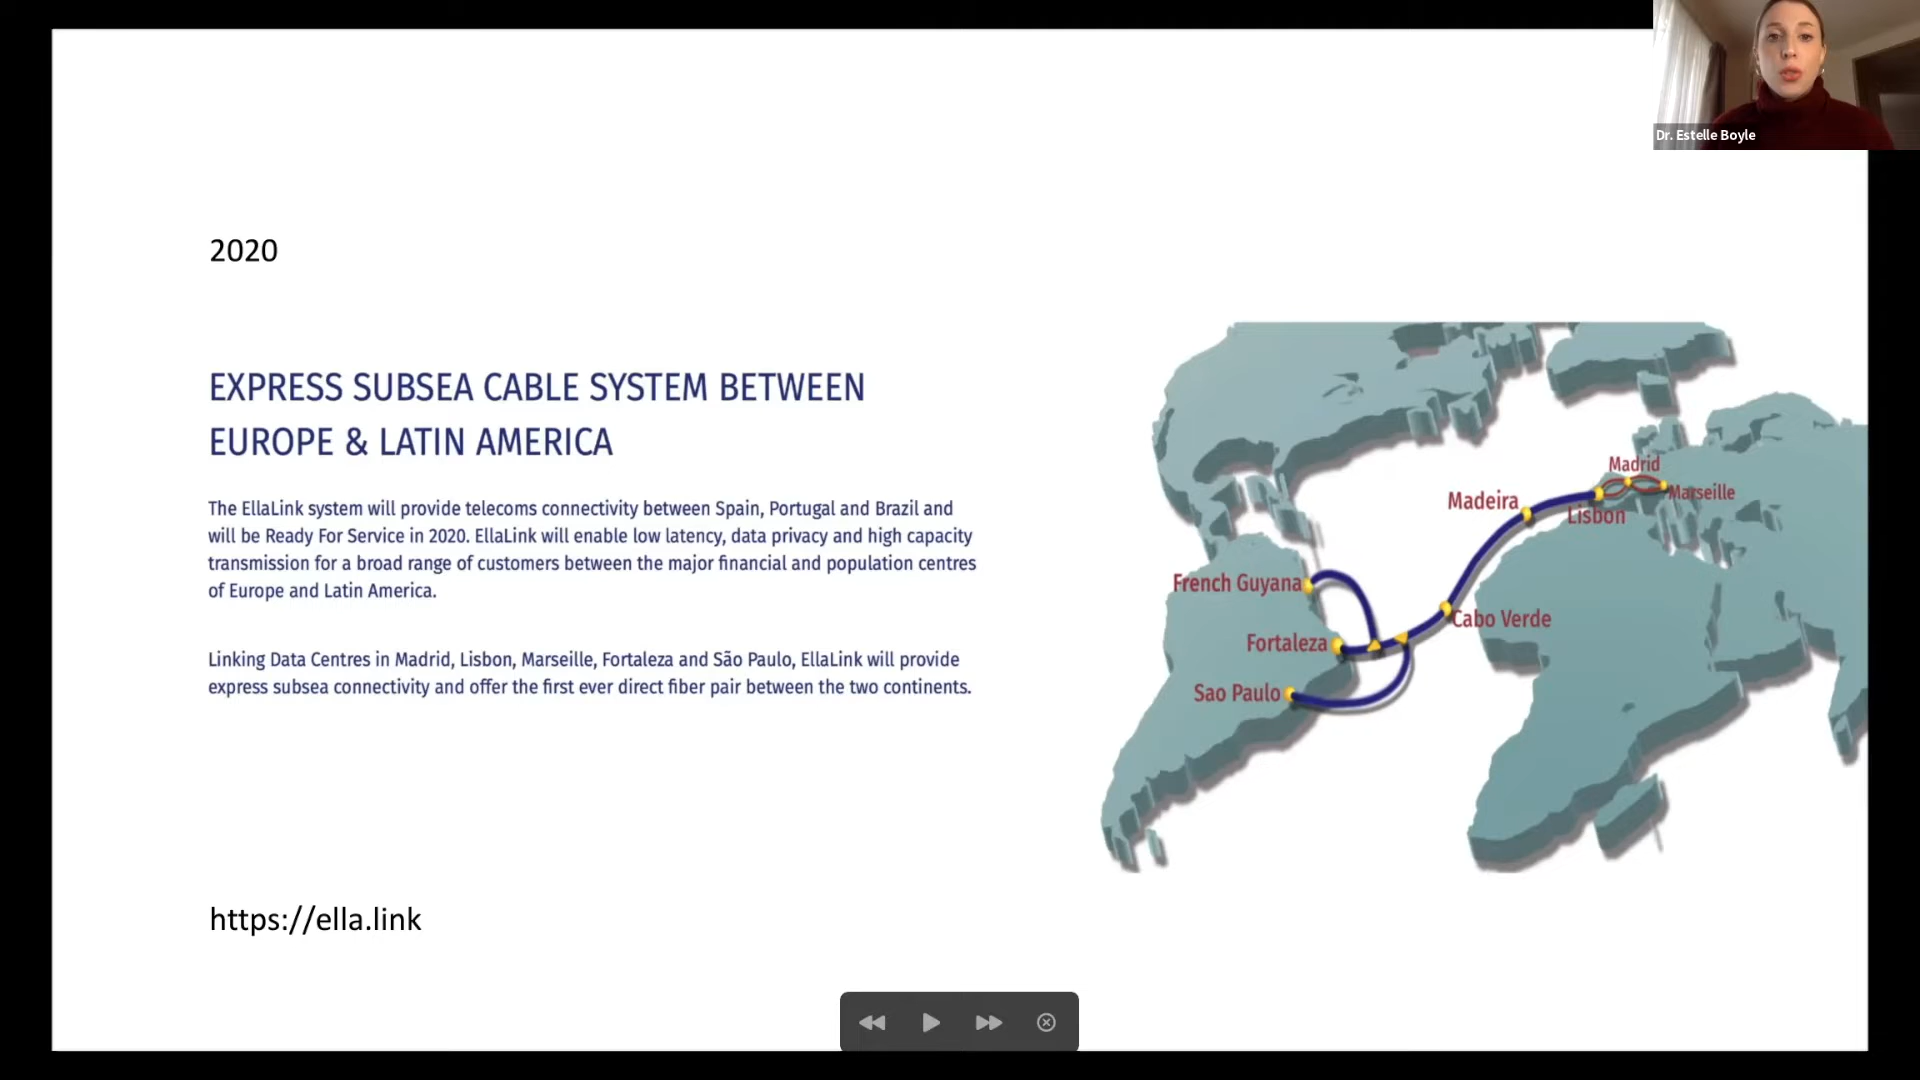 Dr. Estelle Boyle
2020
EXPRESS SUBSEA CABLE SYSTEM BETWEEN
EUROPE & LATIN AMERICA
The EllaLink system will provide telecoms connectivity between Spain, Portugal and Brazil and
will be Ready For Service in 2020. EllaLink will enable low latency, data privacy and high capacity
transmission for a broad range of customers between the major financial and population centres
of Europe and Latin America.
Linking Data Centres in Madrid, Lisbon, Marseille, Fortaleza and São Paulo, EllaLink will provide
express subsea connectivity and offer the first ever direct fiber pair between the two continents.
https://ella.link
Madrid
Marseille
Madeira
Lisbon
French Guyana
Cabo Verde
Fortaleza
Sao Paulo